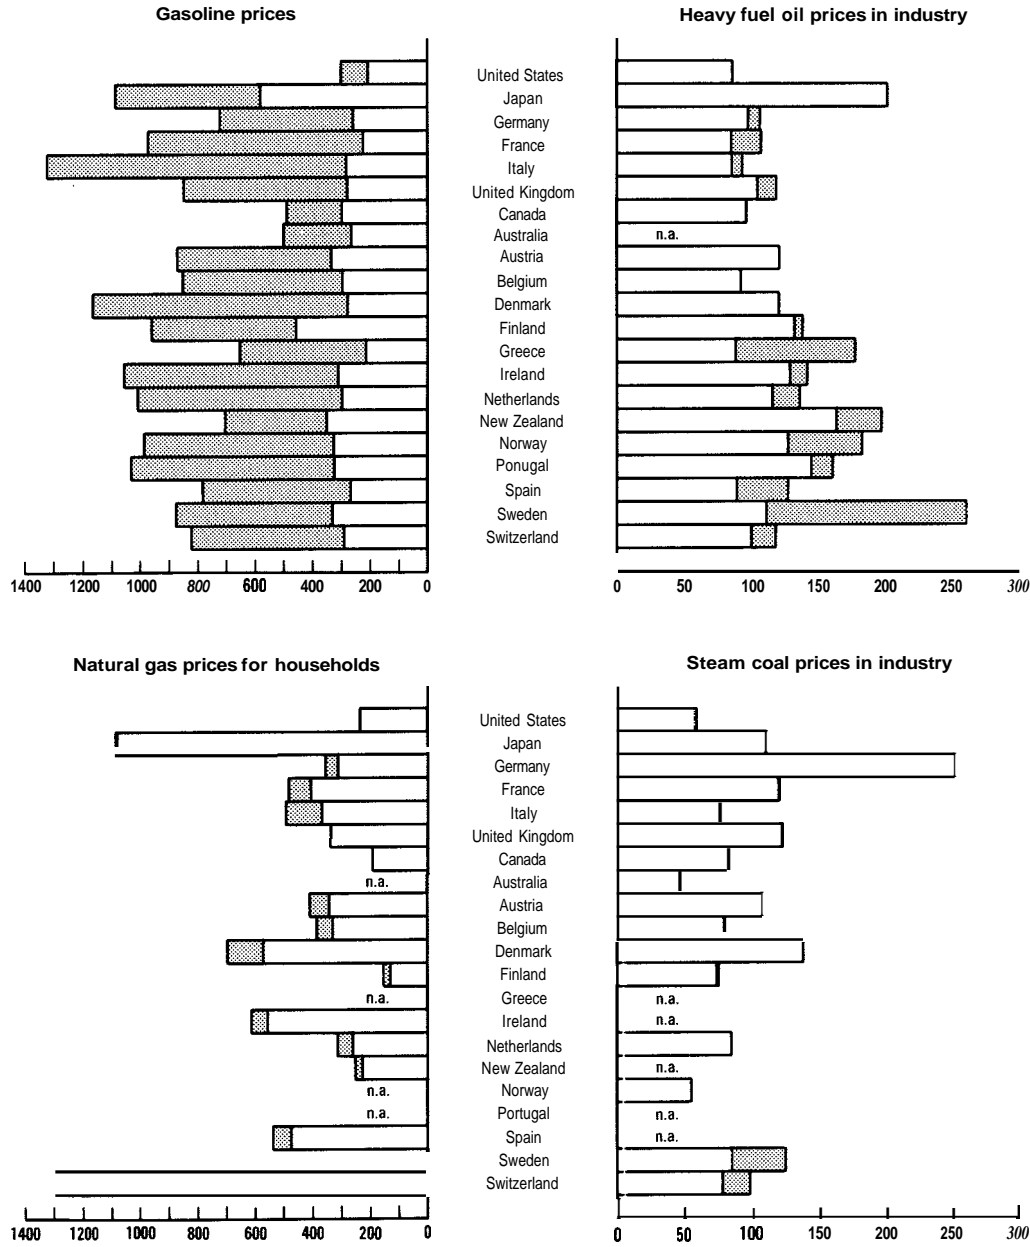 Gasoline prices
Heavy fuel oil prices in industry
United States
Japan
Germany
France
Italy
United Kingdom
Canada
Australia
n.a.
Austria
Belgium
Denmark
Finland
Greece
Ireland
Netherlands
New Zealand
Norway
Ponugal
Spain
Sweden
Switzerland
1400 1200 1000 800 600 400 200 0
0 50 100 150 200 250 300
Natural gas prices for households
Steam coal prices in industry
United States
Japan
Germany
France
Italy
United Kingdom
Canada
n.a. Australia
Austria
Belgium
Denmark
Finland
n.a. Greece n.a.
Ireland n.a.
Netherlands
New Zealand n.a.
n.a. Norway
n.a. Portugal n.a.
Spain n.a.
Sweden
Switzerland
1400 1200 1000 800 600 400 200 0
0 50 100 150 200 250 300